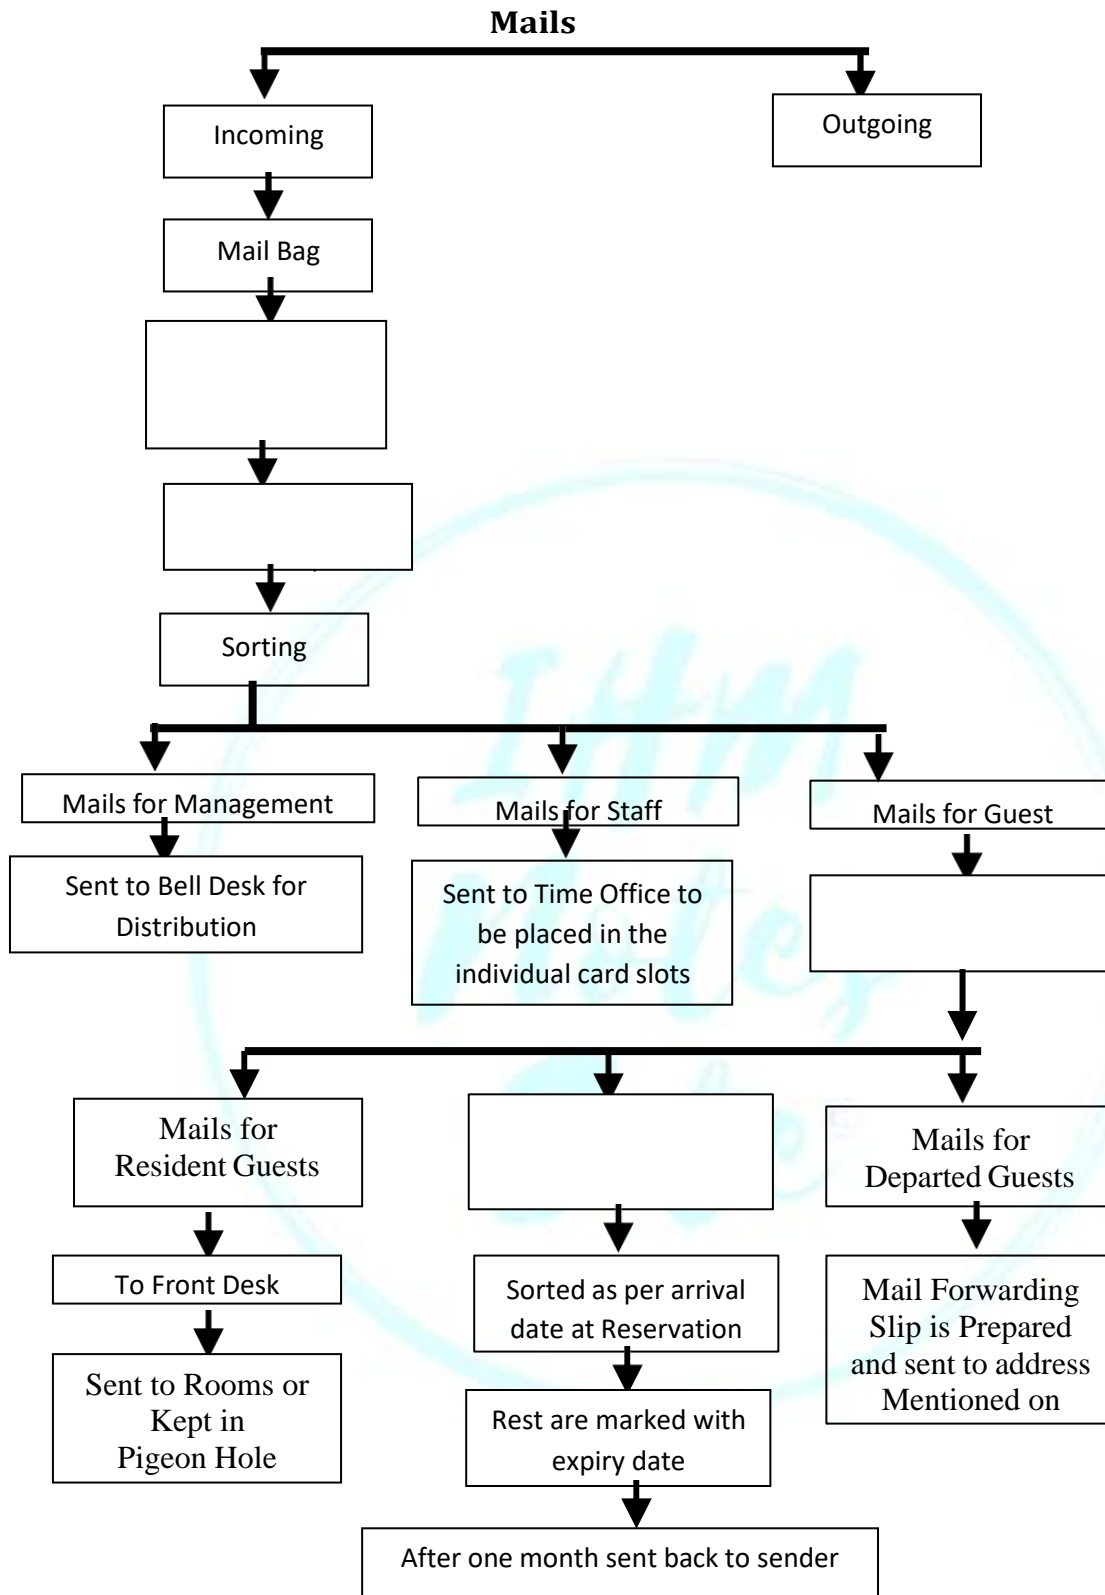 Mails
Incoming
Outgoing
Mail Bag
Sorting
Mails for Management
Mails for Staff
Mails for Guest
Sent to Bell Desk for
Distribution
Sent to Time Office to
be placed in the
individual card slots
Mails for
Resident Guests
Mails for
Departed Guests
To Front Desk
Sorted as per arrival
date at Reservation
Mail Forwarding
Slip is Prepared
and sent to address
Mentioned on
Sent to Rooms or
Kept in
Pigeon Hole
Rest are marked with
expiry date
After one month sent back to sender
IHM
Notes
Site